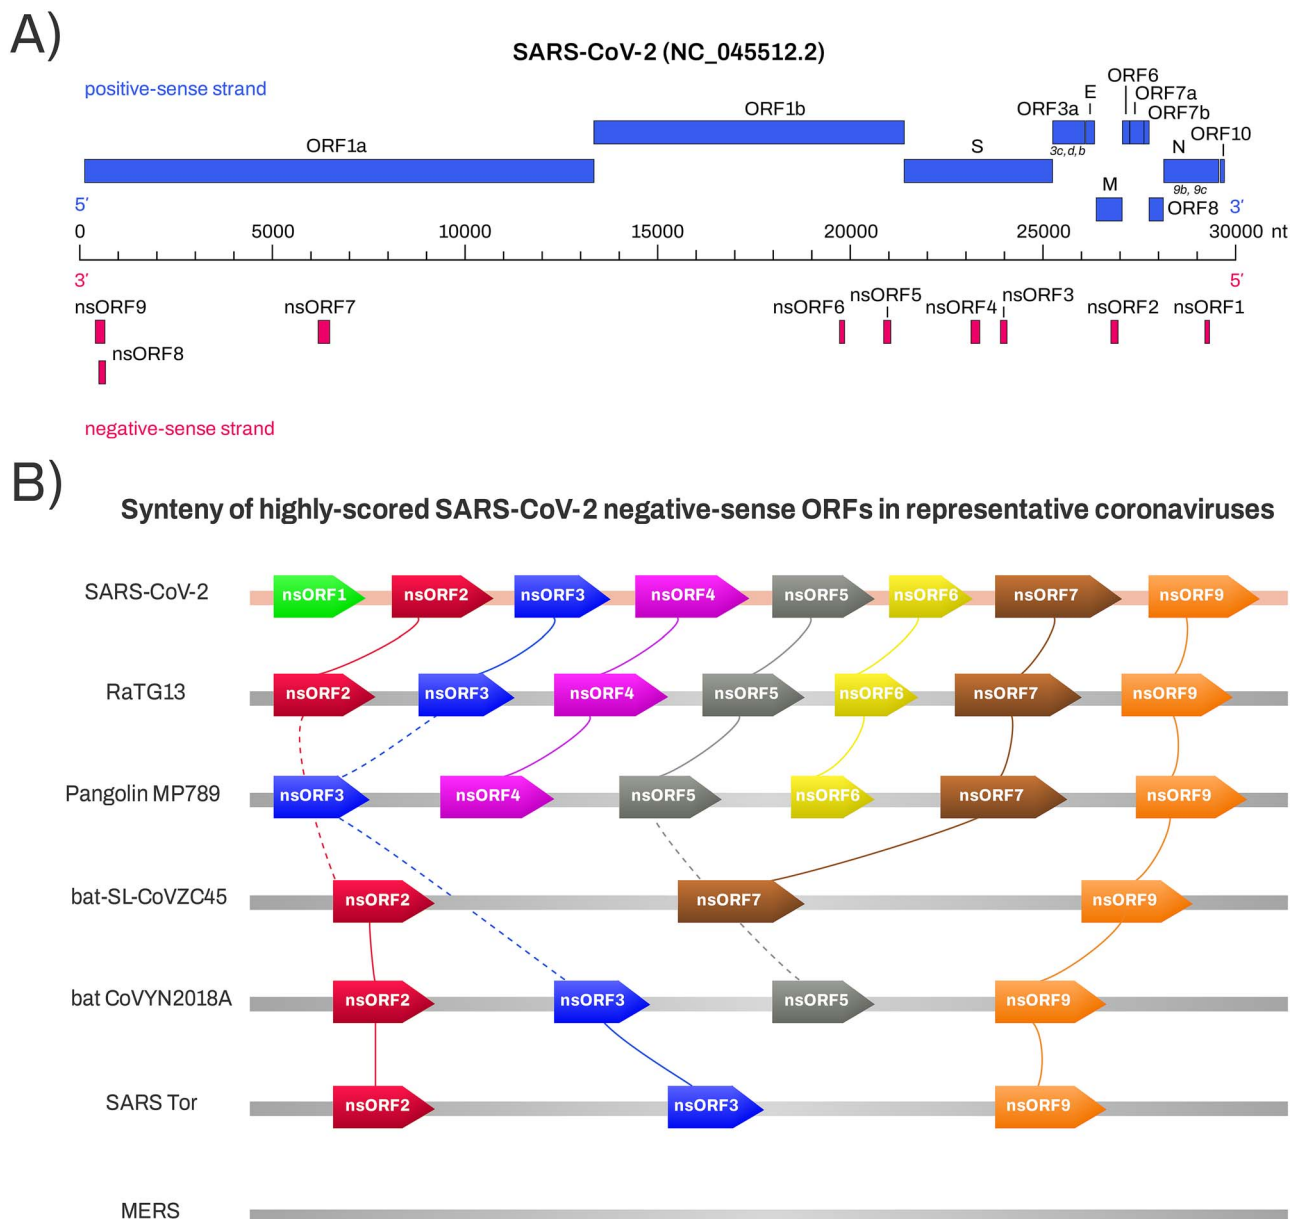 A)
SARS-CoV-2 (NC_045512.2)
positive-sense strand
ORF1a
ORF1b
S
ORF3a
E
ORF6
ORF7a
ORF7b
N
ORF10
3c,d,b
9b, 9c
M
ORF8
5′
3′
0 5000 10000 15000 20000 25000 30000 nt
3′
5′
nsORF9
nsORF7
nsORF6
nsORF5
nsORF4
nsORF3
nsORF2
nsORF1
nsORF8
negative-sense strand
B)
Synteny of highly-scored SARS-CoV-2 negative-sense ORFs in representative coronaviruses
SARS-CoV-2 nsORF1 nsORF2 nsORF3 nsORF4 nsORF5 nsORF6 nsORF7 nsORF9
RaTG13 nsORF2 nsORF3 nsORF4 nsORF5 nsORF6 nsORF7 nsORF9
Pangolin MP789 nsORF3 nsORF4 nsORF5 nsORF6 nsORF7 nsORF9
bat-SL-CoVZC45 nsORF2 nsORF7 nsORF9
bat CoVYN2018A nsORF2 nsORF3 nsORF5 nsORF9
SARS Tor nsORF2 nsORF3 nsORF9
MERS